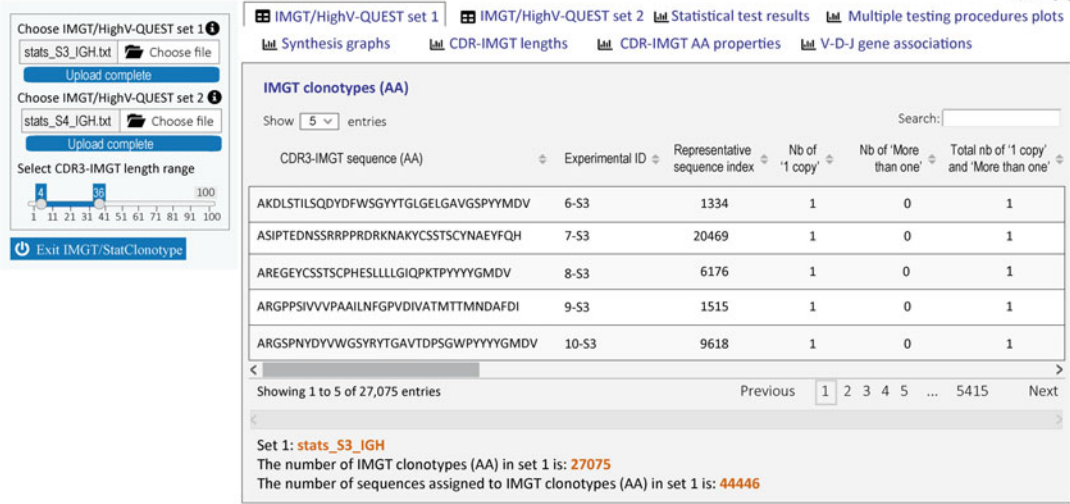 Choose IMGT/HighV-QUEST set 1
stats_S3_IGH.txt Choose file
Upload complete
Choose IMGT/HighV-QUEST set 2
stats_S4_IGH.txt Choose file
Upload complete
Select CDR3-IMGT length range
4 36 100
1 11 21 31 41 51 61 71 81 91 100
Exit IMGT/StatClonotype
IMGT/HighV-QUEST set 1 IMGT/HighV-QUEST set 2 Statistical test results Multiple testing procedures plots
Synthesis graphs CDR-IMGT lengths CDR-IMGT AA properties V-D-J gene associations
IMGT clonotypes (AA)
Show 5 entries Search:
CDR3-IMGT sequence (AA) Experimental ID Representative sequence index Nb of '1 copy' Nb of 'More than one' Total nb of '1 copy' and 'More than one'
AKDLSTILSQDYDFWSGYYTGLGELGAVGSPYYMDV 6-S3 1334 1 0 1
ASIPTEDNSSRRPPRDRKNAKYCSSTSCYNAEYFQH 7-S3 20469 1 0 1
AREGEYCSSTSCPHESLLLLGIQPKTPYYYYGMDV 8-S3 6176 1 0 1
ARGPPSIVVVPAAILNFGPVDIVATMTTMNDAFDI 9-S3 1515 1 0 1
ARGSPNYDYVWGSYRYTGAVTDPSGWPYYYYGMDV 10-S3 9618 1 0 1
Showing 1 to 5 of 27,075 entries Previous 1 2 3 4 5 ... 5415 Next
Set 1: stats_S3_IGH
The number of IMGT clonotypes (AA) in set 1 is: 27075
The number of sequences assigned to IMGT clonotypes (AA) in set 1 is: 44446